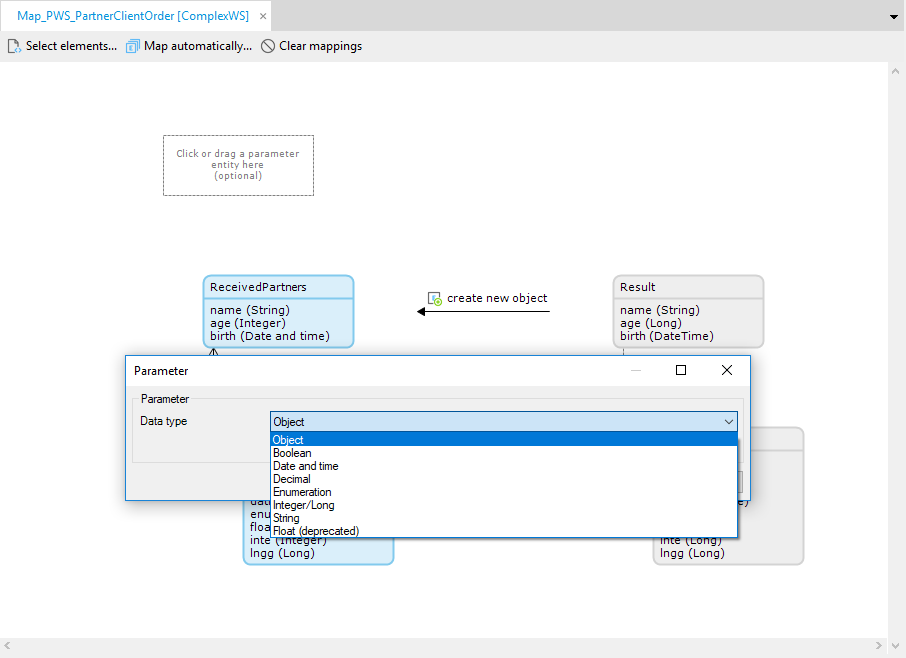 Map_PWS_PartnerClientOrder [ComplexWS]
Select elements... Map automatically... Clear mappings
Click or drag a parameter
entity here
(optional)
ReceivedPartners
name (String)
age (Integer)
birth (Date and time)
create new object
Result
name (String)
age (Long)
birth (DateTime)
Parameter
Parameter
Data type
Object
Object
Boolean
Date and time
Decimal
Enumeration
Integer/Long
String
Float (deprecated)
inte (Integer)
lngg (Long)
inte (Long)
lngg (Long)